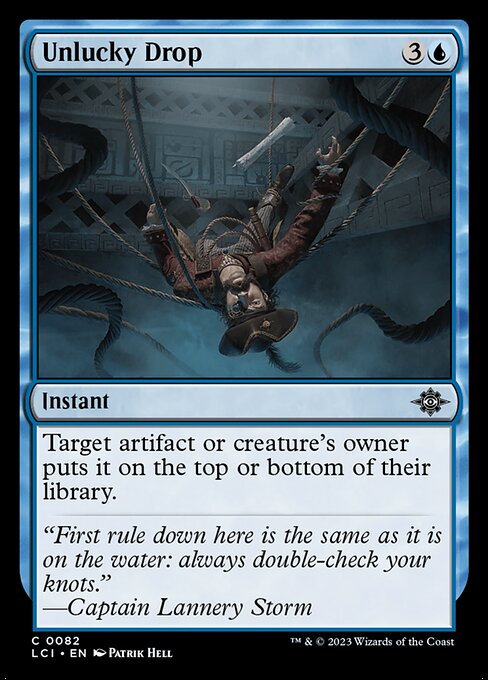 Unlucky Drop 3
Instant
Target artifact or creature's owner
puts it on the top or bottom of their
library.
“First rule down here is the same as it is
on the water: always double-check your
knots.”
—Captain Lannery Storm
C 0082
LCI • EN Patrik Hell
™ & © 2023 Wizards of the Coast